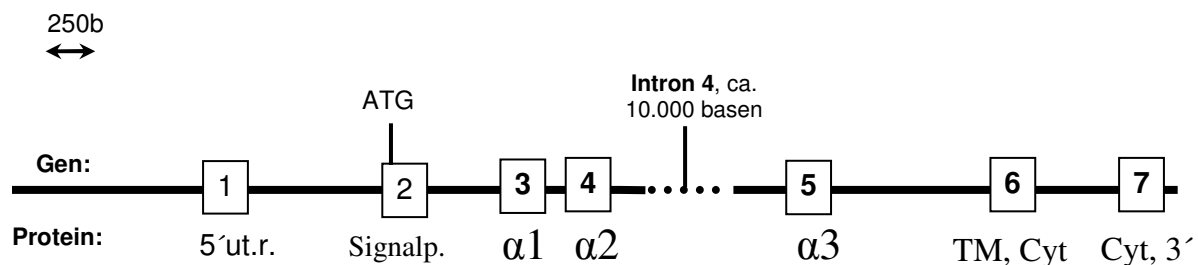 250b
ATG
Intron 4, ca.
10.000 basen
Gen:
1 2 3 4 5 6 7
Protein:
5´ut.r. Signalp. α1 α2 α3 TM, Cyt Cyt, 3´